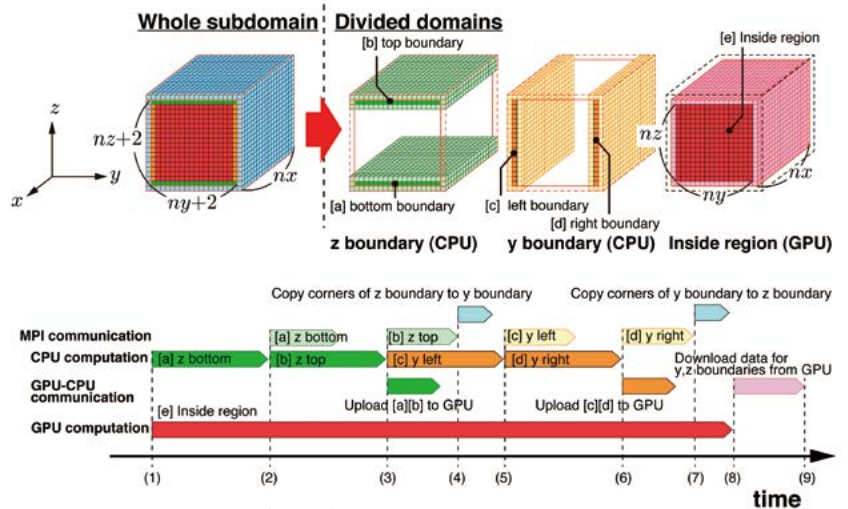 Whole subdomain
Divided domains
[b] top boundary
[e] Inside region
z
nz+2
y
x
ny+2
nx
[a] bottom boundary
[c] left boundary
[d] right boundary
nz
ny
nx
z boundary (CPU)
y boundary (CPU)
Inside region (GPU)
Copy corners of z boundary to y boundary
Copy corners of y boundary to z boundary
MPI communication
[a] z bottom
[b] z top
[c] y left
[d] y right
CPU computation
[a] z bottom
[b] z top
[c] y left
[d] y right
Download data for
y,z boundaries from GPU
GPU-CPU
communication
Upload [a][b] to GPU
Upload [c][d] to GPU
[e] Inside region
GPU computation
(1)
(2)
(3)
(4)
(5)
(6)
(7)
(8)
(9)
time